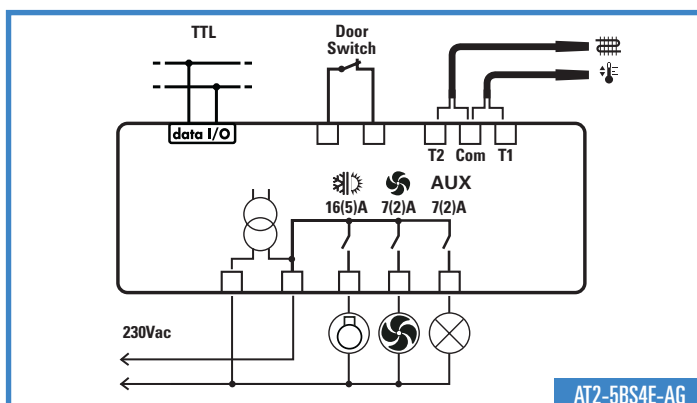 TTL
Door
Switch
data I/O
T2 Com T1
AUX
16(5)A 7(2)A 7(2)A
230Vac
AT2-5BS4E-AG